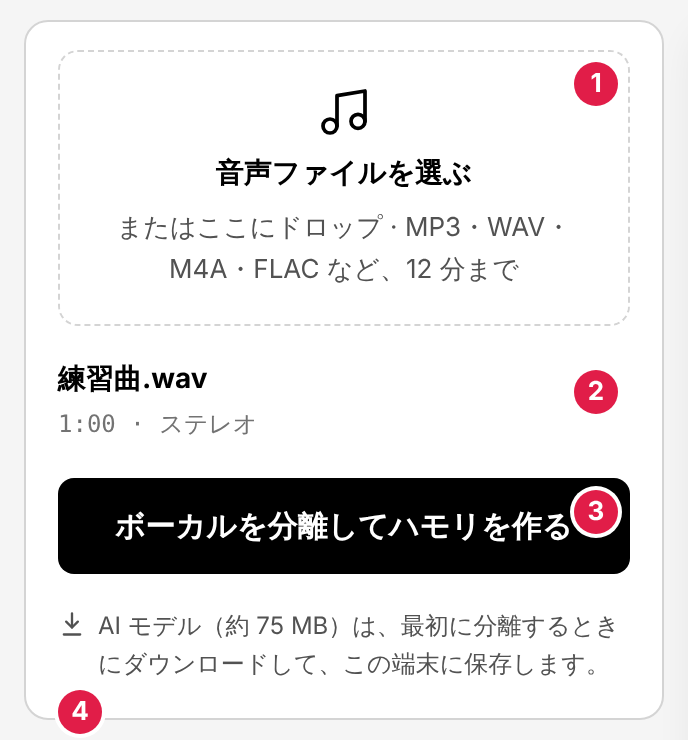 1
音声ファイルを選ぶ
またはここにドロップ · MP3・WAV・
M4A・FLAC など、12 分まで
練習曲.wav
2
1:00 · ステレオ
ボーカルを分離してハモリを作る
3
AI モデル（約 75 MB）は、最初に分離するとき
にダウンロードして、この端末に保存します。
4